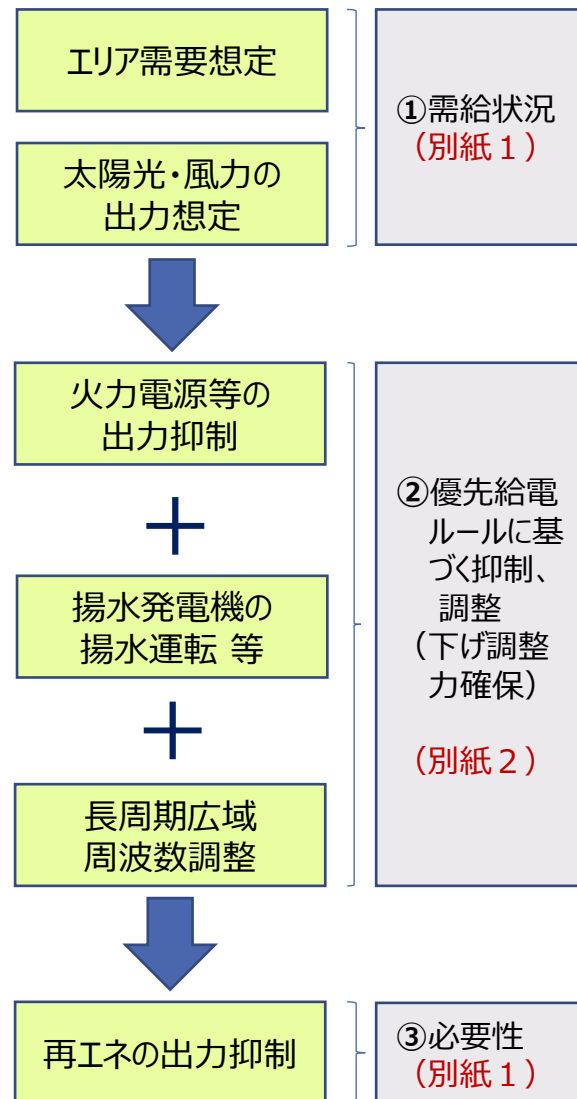 エリア需要想定
太陽光・風力の
出力想定
①需給状況
（別紙１）
火力電源等の
出力抑制
＋
揚水発電機の
揚水運転 等
＋
長周期広域
周波数調整
②優先給電
ルールに基
づく抑制、
調整
（下げ調整
力確保）
（別紙２）
再エネの出力抑制
③必要性
（別紙１）